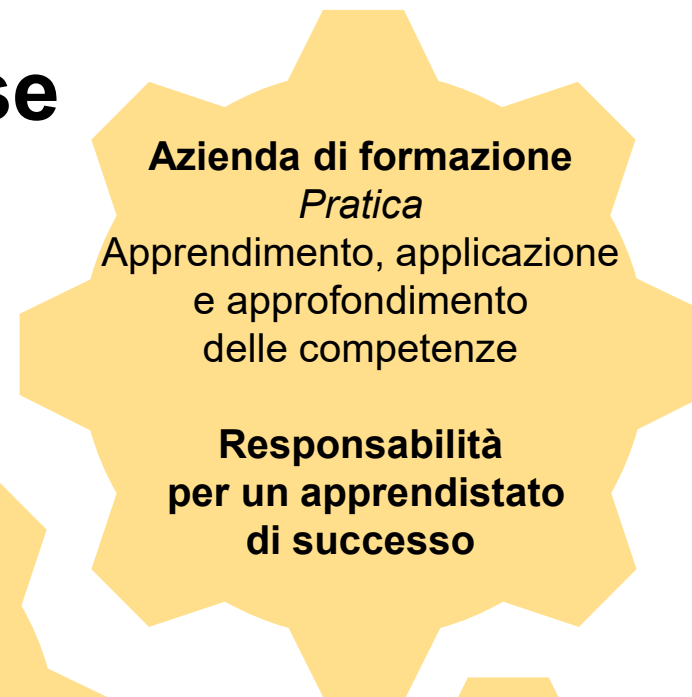 se
Azienda di formazione
Pratica
Apprendimento, applicazione
e approfondimento
delle competenze
Responsabilità
per un apprendistato
di successo